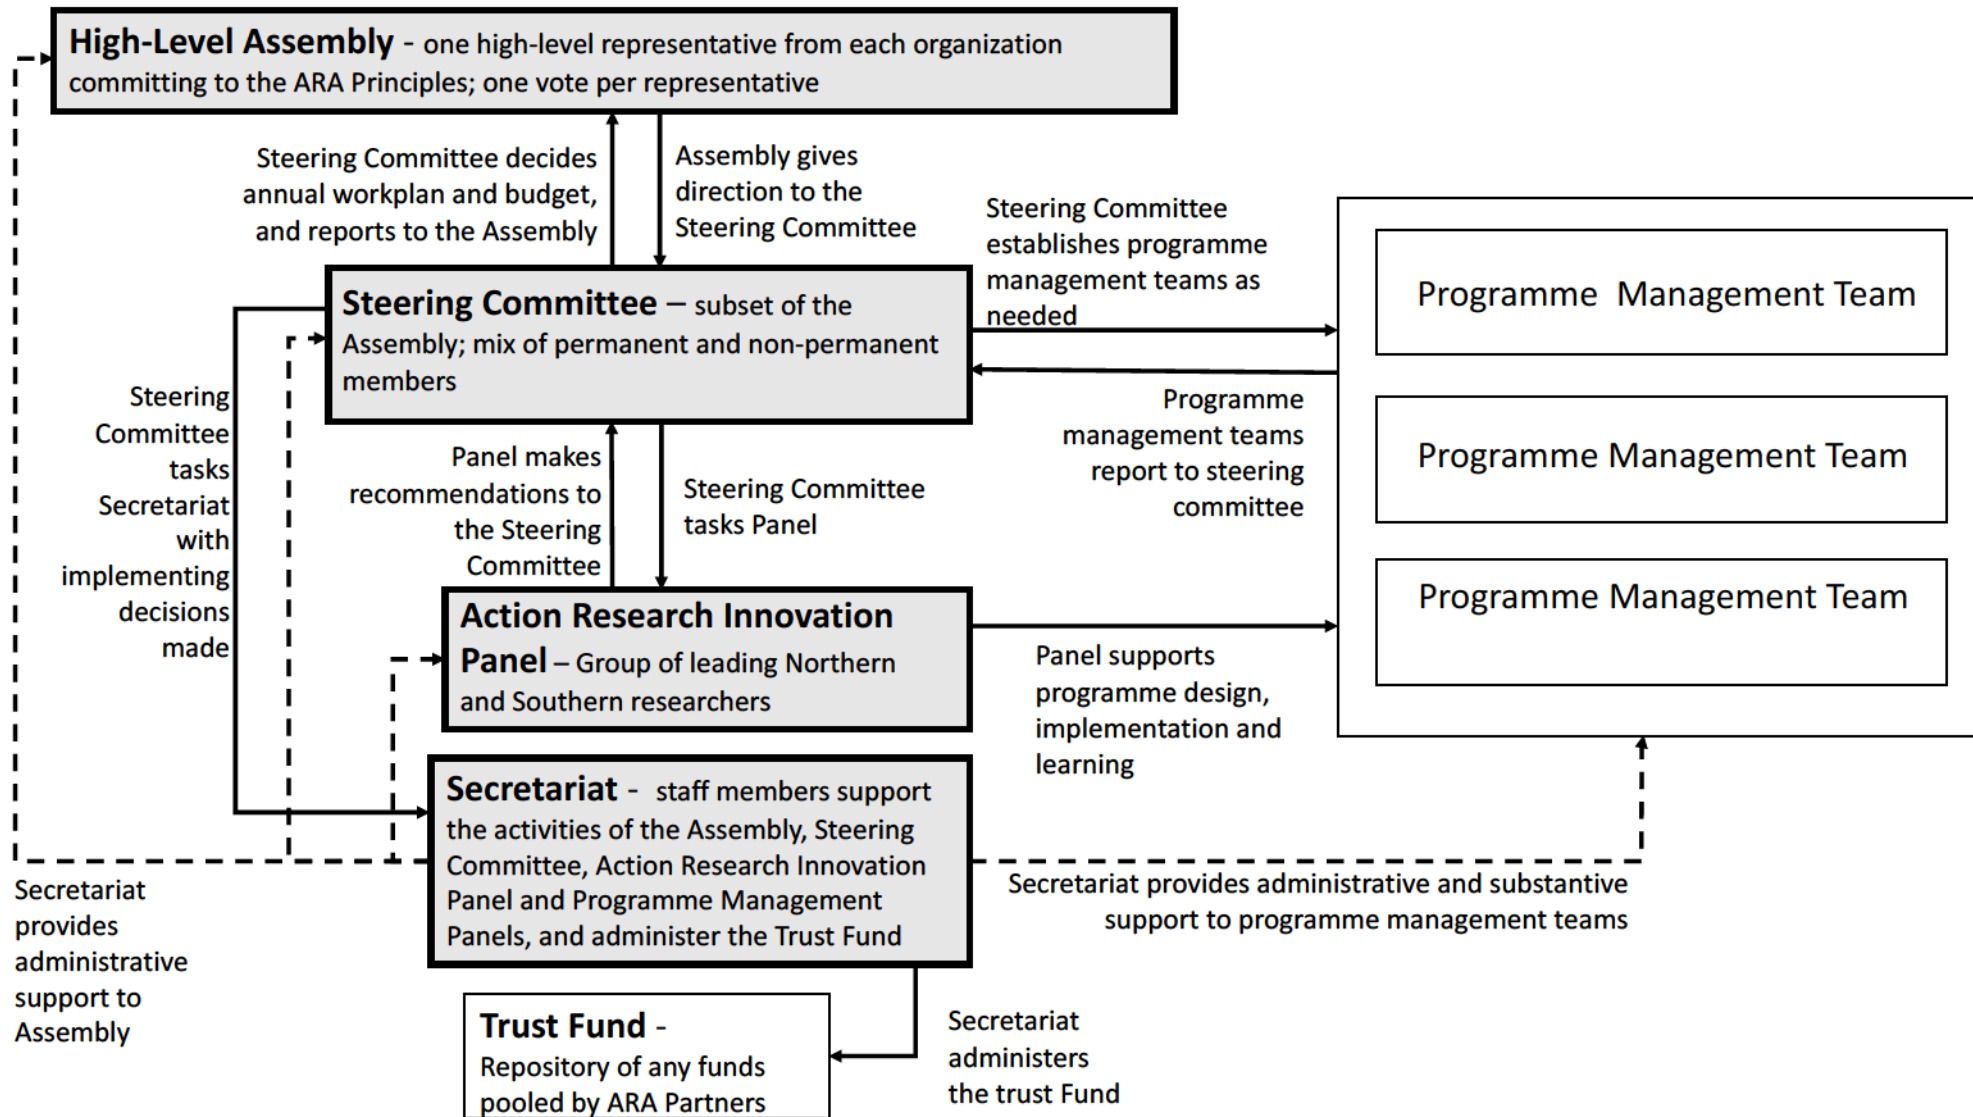 High-Level Assembly - one high-level representative from each organization
committing to the ARA Principles; one vote per representative
Steering Committee decides
annual workplan and budget,
and reports to the Assembly
Assembly gives
direction to the
Steering Committee
Steering Committee
establishes programme
management teams as
needed
Programme  Management Team
Programme Management Team
Programme Management Team
Steering Committee – subset of the
Assembly; mix of permanent and non-permanent
members
Programme
management teams
report to steering
committee
Steering
Committee
tasks
Secretariat
with
implementing
decisions
made
Panel makes
recommendations to
the Steering
Committee
Steering Committee
tasks Panel
Action Research Innovation
Panel – Group of leading Northern
and Southern researchers
Panel supports
programme design,
implementation and
learning
Secretariat -  staff members support
the activities of the Assembly, Steering
Committee, Action Research Innovation
Panel and Programme Management
Panels, and administer the Trust Fund
Secretariat
provides
administrative
support to
Assembly
Secretariat provides administrative and substantive
support to programme management teams
Trust Fund -
Repository of any funds
pooled by ARA Partners
Secretariat
administers
the trust Fund